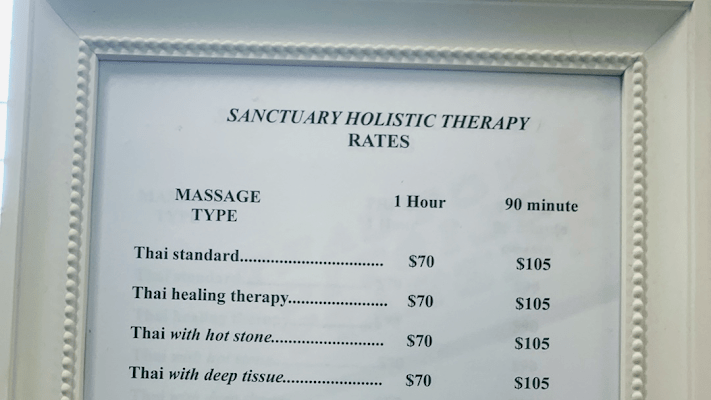 SANCTUARY HOLISTIC THERAPY
RATES
MASSAGE TYPE 1 Hour 90 minute
Thai standard................................. $70 $105
Thai healing therapy....................... $70 $105
Thai with hot stone.......................... $70 $105
Thai with deep tissue....................... $70 $105